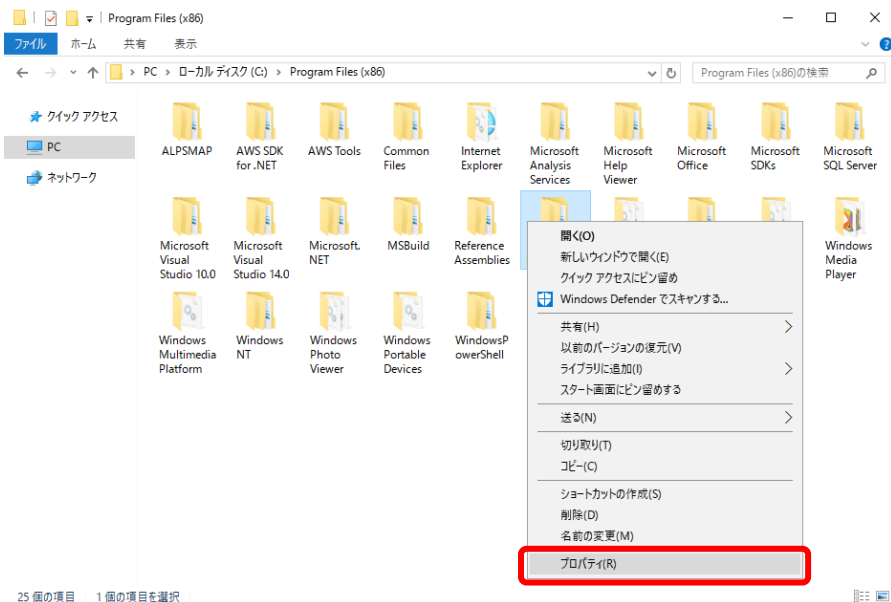 Program Files (x86)
ファイル ホーム 共有 表示
PC ローカル ディスク (C:) Program Files (x86)
Program Files (x86)の検索
クイック アクセス
PC
ネットワーク
ALPSMAP
AWS SDK
for .NET
AWS Tools
Common
Files
Internet
Explorer
Microsoft
Analysis
Services
Microsoft
Help
Viewer
Microsoft
Office
Microsoft
SDKs
Microsoft
SQL Server
Microsoft
Visual
Studio 10.0
Microsoft
Visual
Studio 14.0
Microsoft.
NET
MSBuild
Reference
Assemblies
Windows
Media
Player
Windows
Multimedia
Platform
Windows
NT
Windows
Photo
Viewer
Windows
Portable
Devices
WindowsP
owerShell
開く(O)
新しいウィンドウで開く(E)
クイック アクセスにピン留め
Windows Defender でスキャンする...
共有(H)
以前のバージョンの復元(V)
ライブラリに追加(I)
スタート画面にピン留めする
送る(N)
切り取り(T)
コピー(C)
ショートカットの作成(S)
削除(D)
名前の変更(M)
プロパティ(R)
25 個の項目 1 個の項目を選択